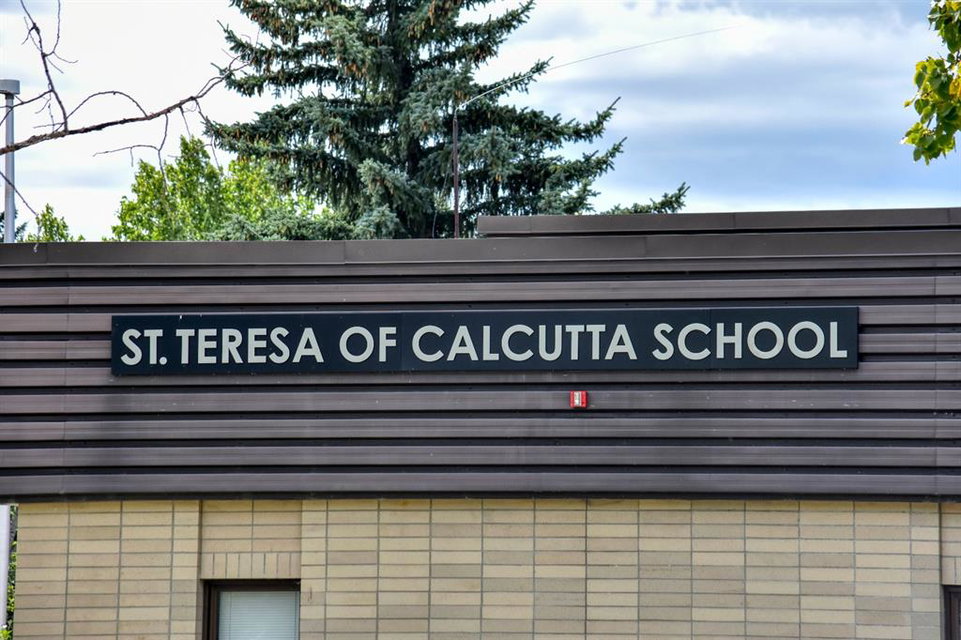 ST. TERESA OF CALCUTTA SCHOOL